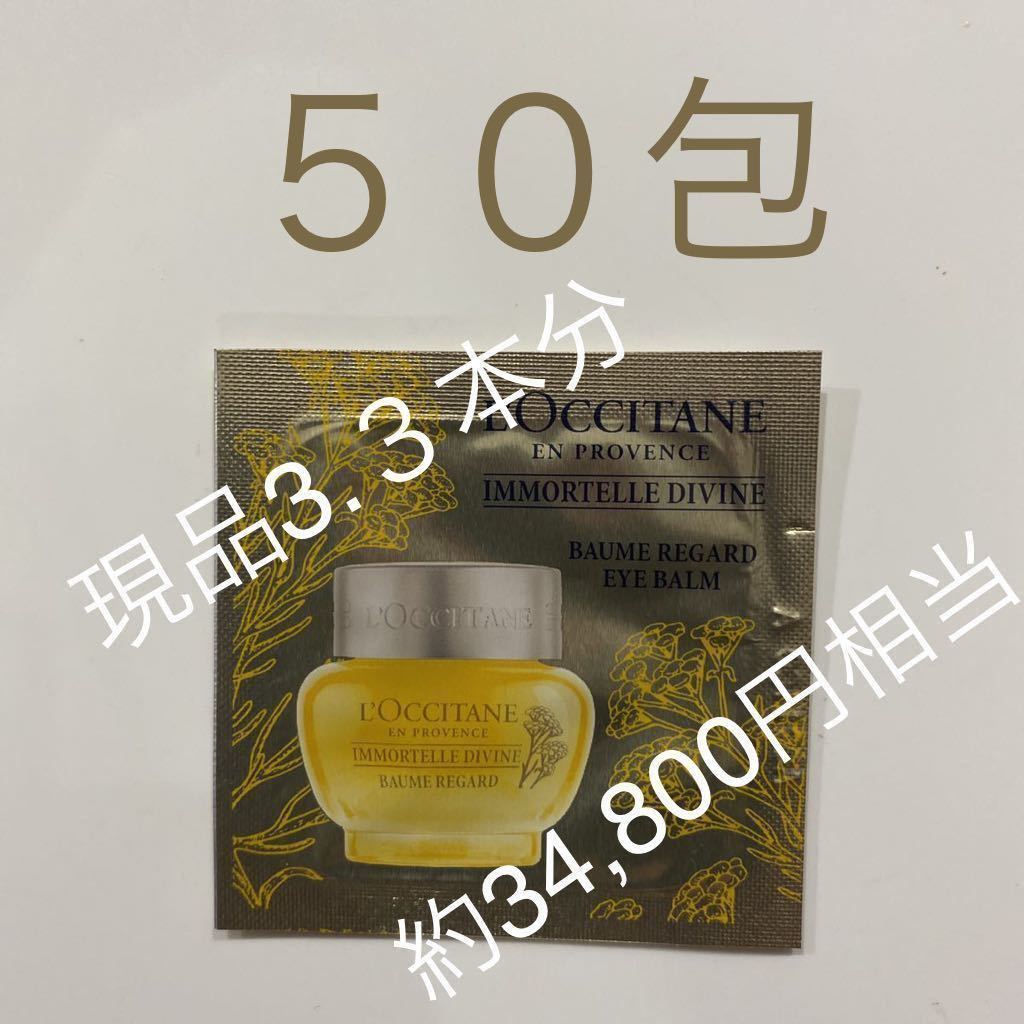 ５０包
現品3.３本分
L'OCCITANE
EN PROVENCE
IMMORTELLE DIVINE
BAUME REGARD
EYE BALM
L'OCCITANE
L'OCCITANE
EN PROVENCE
IMMORTELLE DIVINE
BAUME REGARD
約34,800円相当